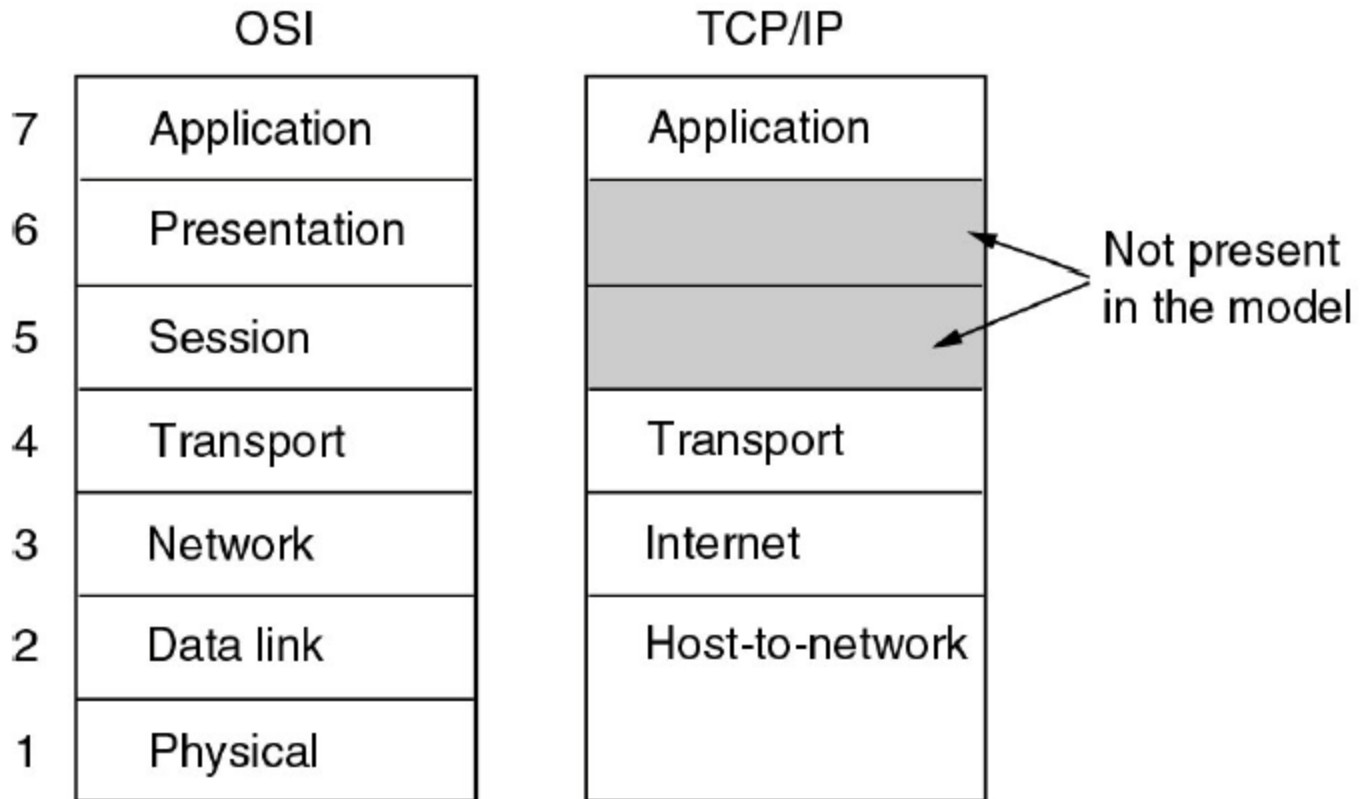 OSI
TCP/IP
7
Application
Application
6
Presentation
Not present
in the model
5
Session
4
Transport
Transport
3
Network
Internet
2
Data link
Host-to-network
1
Physical